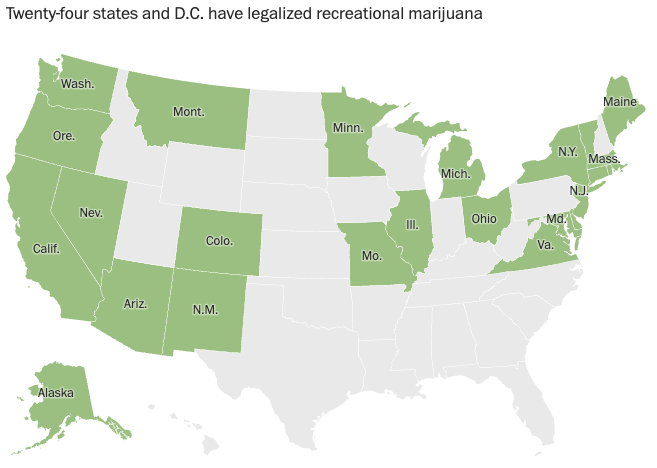 Twenty-four states and D.C. have legalized recreational marijuana
Wash.
Mont.
Ore.
Minn.
Maine
N.Y.
Mass.
Mich.
N.J.
Nev.
Ill.
Ohio
Md.
Colo.
Calif.
Mo.
Va.
Ariz.
N.M.
Alaska